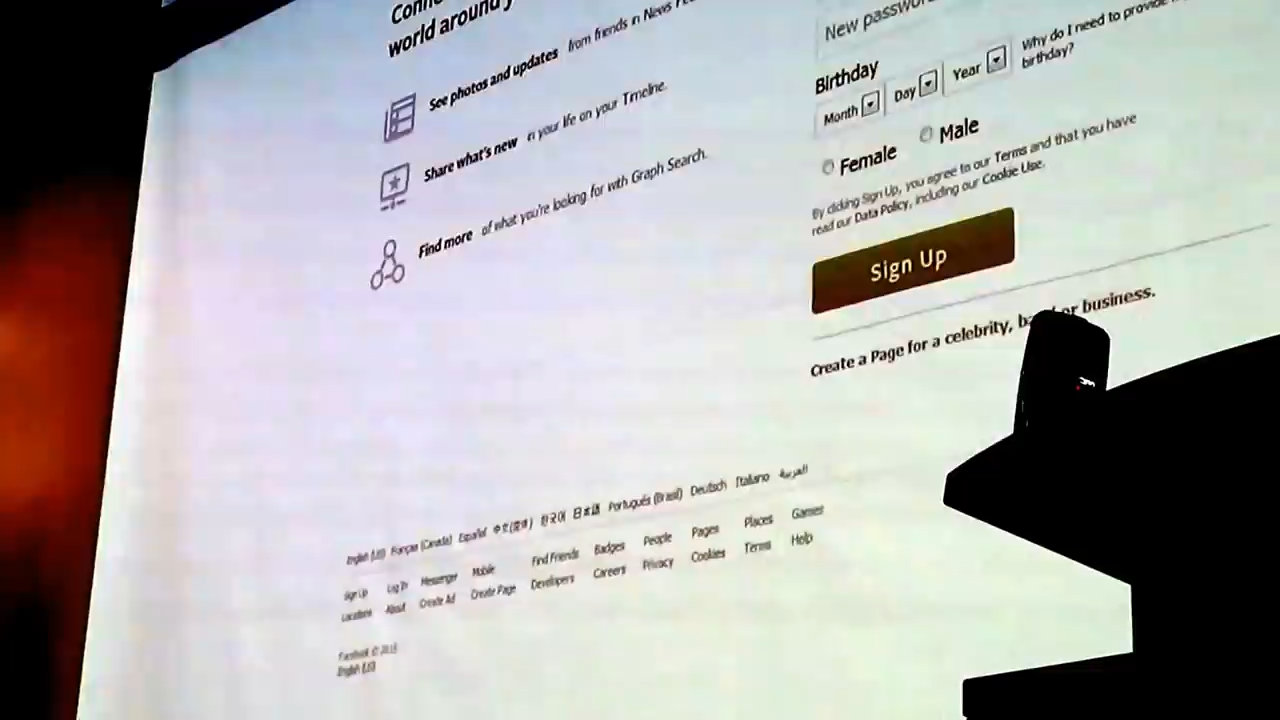 world around
See photos and updates from friends in News
Share what's new in your life on your Timeline.
Find more of what you're looking for with Graph Search.
New password
Birthday
Month Day Year
Why do I need to provide
birthday?
Female Male
By clicking Sign Up, you agree to our Terms and that you have
read our Data Policy, including our Cookie Use.
Sign Up
Create a Page for a celebrity, or business.
English (US) Français (Canada) Español 中文(简体) 한국어 日本語 Português (Brasil) Deutsch Italiano العربية
Sign Up Log In Messenger Mobile Find Friends Badges People Pages Places Games
Locations About Create Ad Create Page Developers Careers Privacy Cookies Terms Help
Facebook ©
English (US)